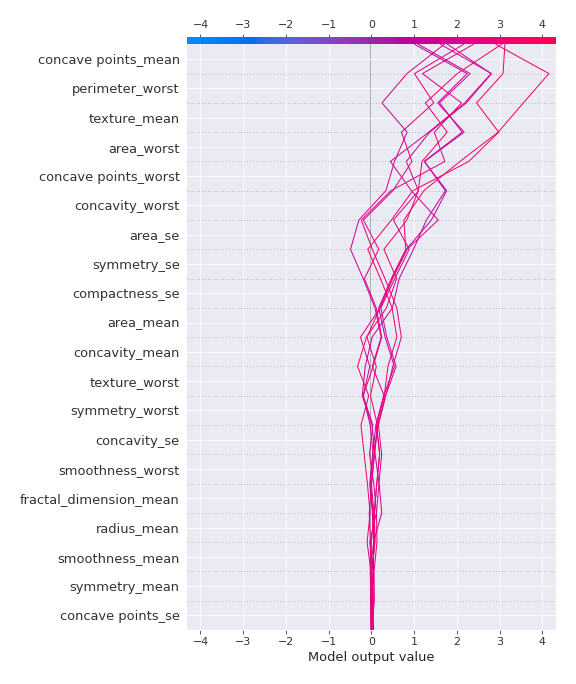 −4 −3 −2 −1 0 1 2 3 4
concave points_mean
perimeter_worst
texture_mean
area_worst
concave points_worst
concavity_worst
area_se
symmetry_se
compactness_se
area_mean
concavity_mean
texture_worst
symmetry_worst
concavity_se
smoothness_worst
fractal_dimension_mean
radius_mean
smoothness_mean
symmetry_mean
concave points_se
−4 −3 −2 −1 0 1 2 3 4
Model output value